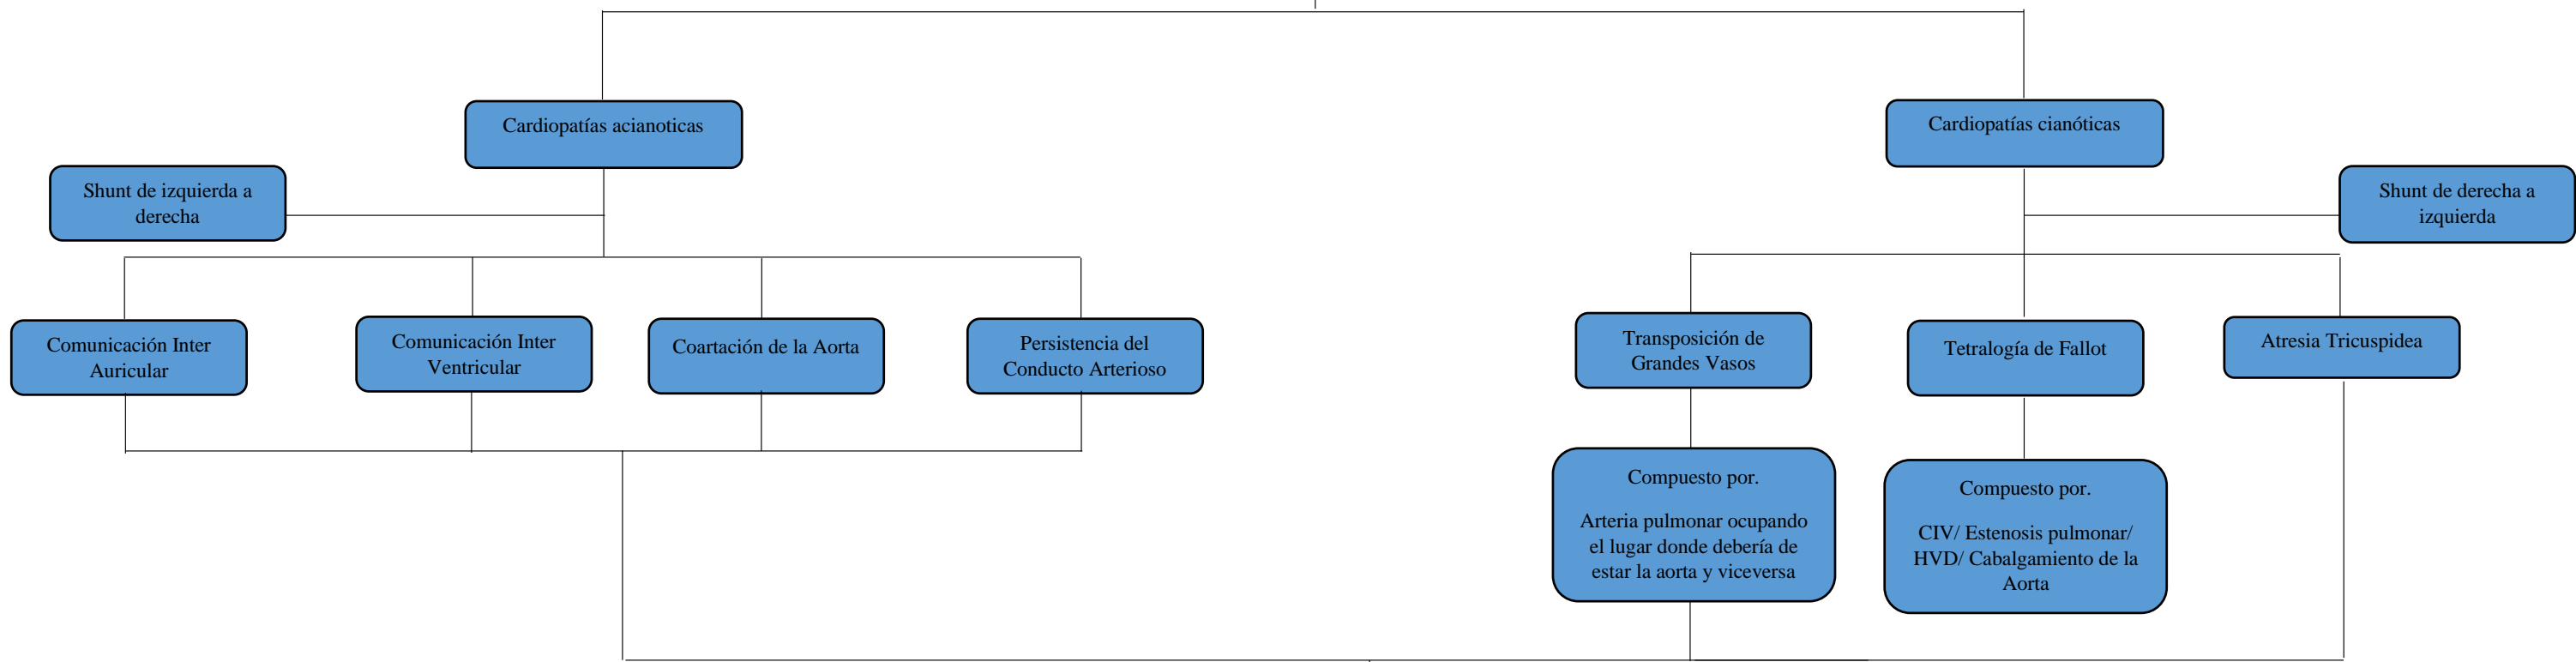 Cardiopatías acianoticas
Cardiopatías cianóticas
Shunt de izquierda a
derecha
Shunt de derecha a
izquierda
Comunicación Inter
Auricular
Comunicación Inter
Ventricular
Coartación de la Aorta
Persistencia del
Conducto Arterioso
Transposición de
Grandes Vasos
Tetralogía de Fallot
Atresia Tricuspidea
Compuesto por.
Arteria pulmonar ocupando
el lugar donde debería de
estar la aorta y viceversa
Compuesto por.
CIV/ Estenosis pulmonar/
HVD/ Cabalgamiento de la
Aorta